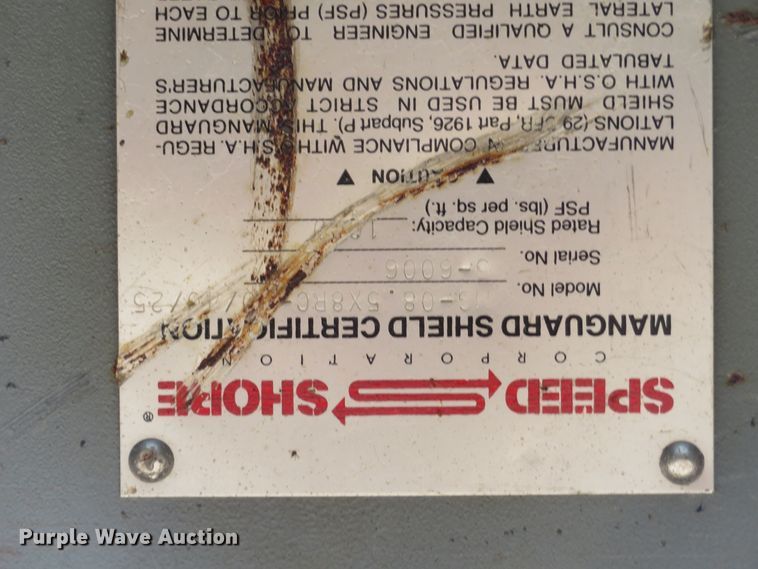 SPEED SHORE ®
CORPORATION
MANGUARD SHIELD CERTIFICATION
Model No.
Serial No. S-6006
Rated Shield Capacity:
PSF (lbs. per sq. ft.)
▼ CAUTION ▼
MANUFACTURED IN COMPLIANCE WITH O.S.H.A. REGU-
LATIONS (29 CFR, Part 1926, Subpart P). THIS MANGUARD
SHIELD MUST BE USED IN STRICT ACCORDANCE
WITH O.S.H.A. REGULATIONS AND MANUFACTURER'S
TABULATED DATA.
CONSULT A QUALIFIED ENGINEER TO DETERMINE
LATERAL EARTH PRESSURES (PSF) PRIOR TO EACH
Purple Wave Auction